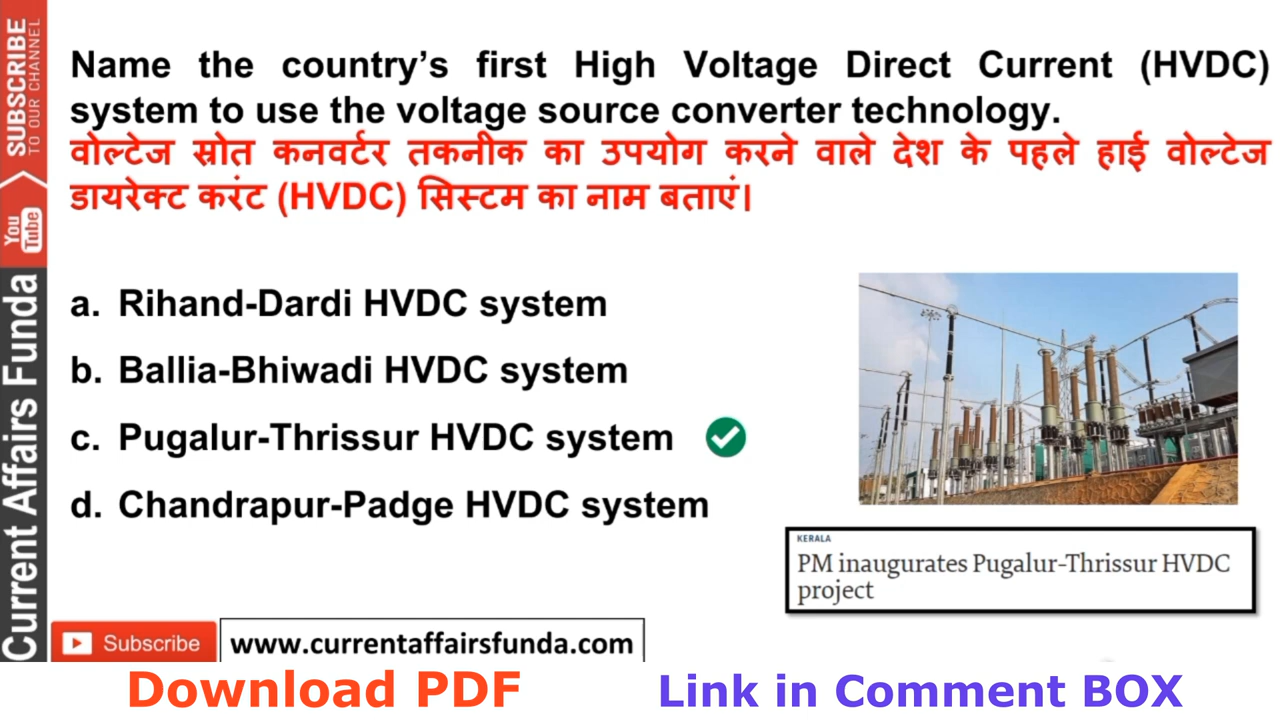 SUBSCRIBE
TO OUR CHANNEL
You
Tube
Current Affairs Funda
Name the country's first High Voltage Direct Current (HVDC)
system to use the voltage source converter technology.
वोल्टेज स्रोत कनवर्टर तकनीक का उपयोग करने वाले देश के पहले हाई वोल्टेज
डायरेक्ट करंट (HVDC) सिस्टम का नाम बताएं।
a. Rihand-Dardi HVDC system
b. Ballia-Bhiwadi HVDC system
c. Pugalur-Thrissur HVDC system
d. Chandrapur-Padge HVDC system
KERALA
PM inaugurates Pugalur-Thrissur HVDC
project
Subscribe
www.currentaffairsfunda.com
Download PDF
Link in Comment BOX